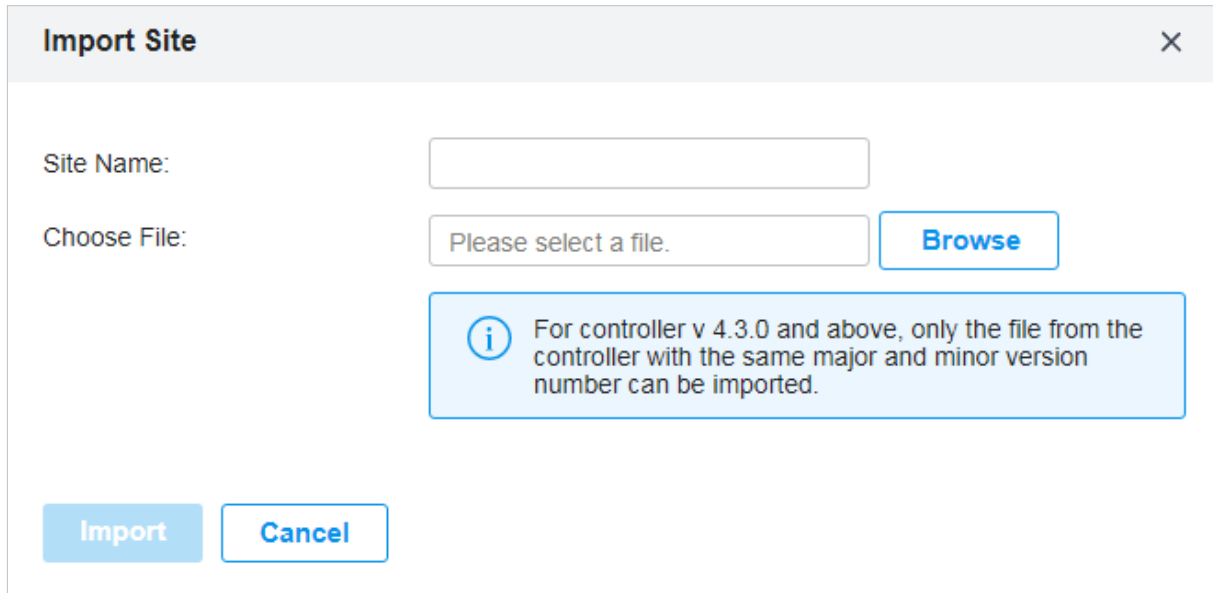 Import Site
Site Name:
Choose File:
Please select a file.
Browse
For controller v 4.3.0 and above, only the file from the
controller with the same major and minor version
number can be imported.
Import
Cancel